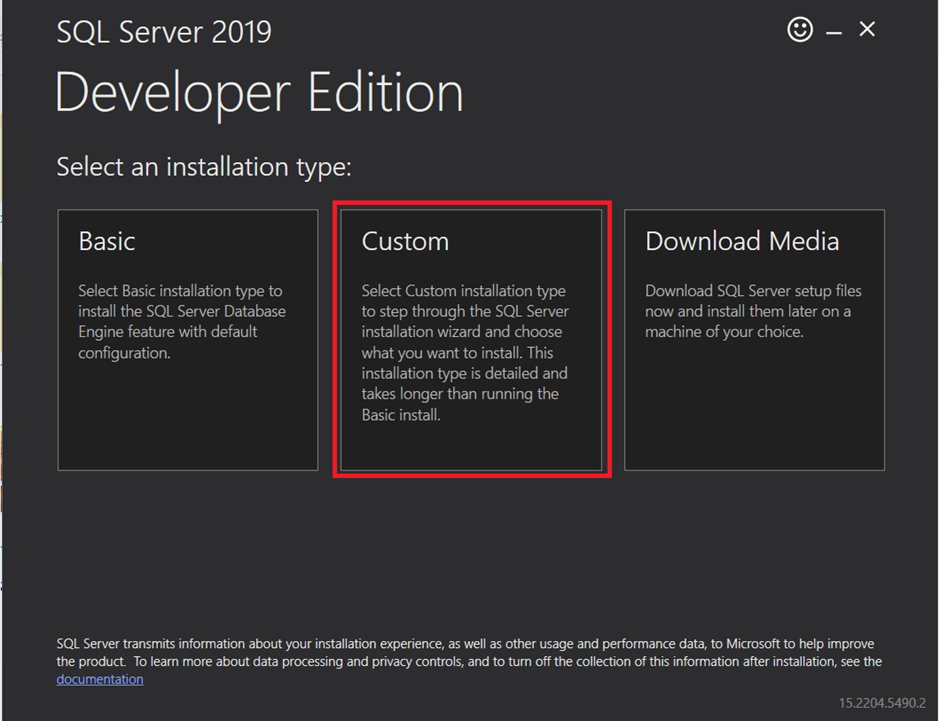 SQL Server 2019
Developer Edition
Select an installation type:
Basic
Select Basic installation type to
install the SQL Server Database
Engine feature with default
configuration.
Custom
Select Custom installation type
to step through the SQL Server
installation wizard and choose
what you want to install. This
installation type is detailed and
takes longer than running the
Basic install.
Download Media
Download SQL Server setup files
now and install them later on a
machine of your choice.
SQL Server transmits information about your installation experience, as well as other usage and performance data, to Microsoft to help improve
the product.  To learn more about data processing and privacy controls, and to turn off the collection of this information after installation, see the
documentation
15.2204.5490.2